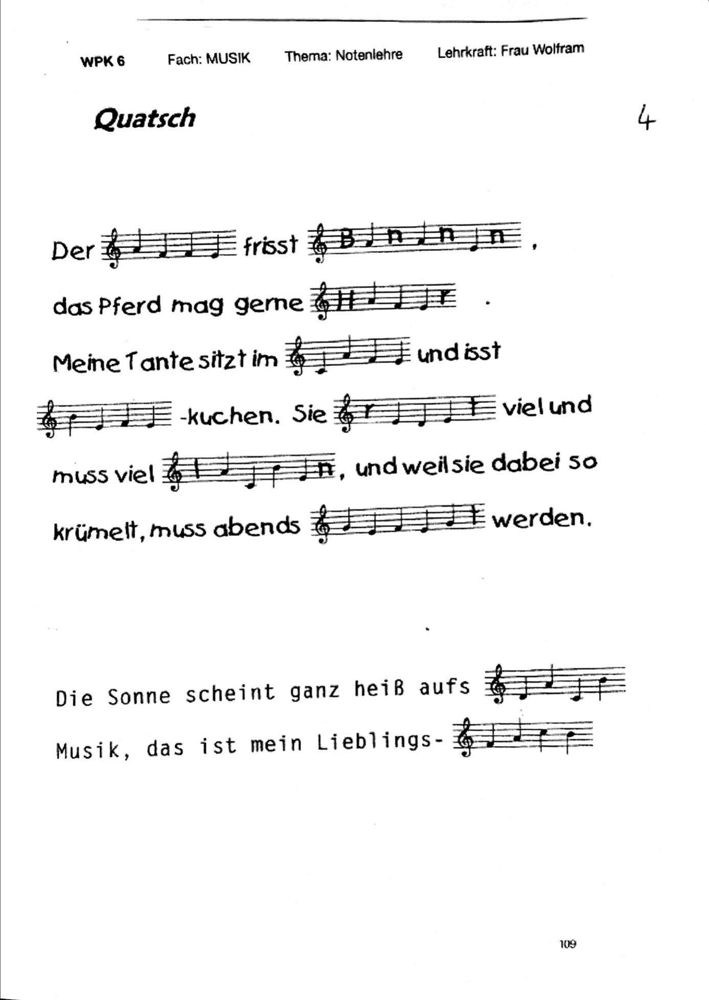 WPK 6 Fach: MUSIK Thema: Notenlehre Lehrkraft: Frau Wolfram
Quatsch 4
Der frisst B n n n ,
das Pferd mag gerne H r .
Meine Tante sitzt im und isst
-kuchen. Sie r t viel und
muss viel l n, und weil sie dabei so
krümelt, muss abends t werden.
Die Sonne scheint ganz heiß aufs
Musik, das ist mein Lieblings-
109